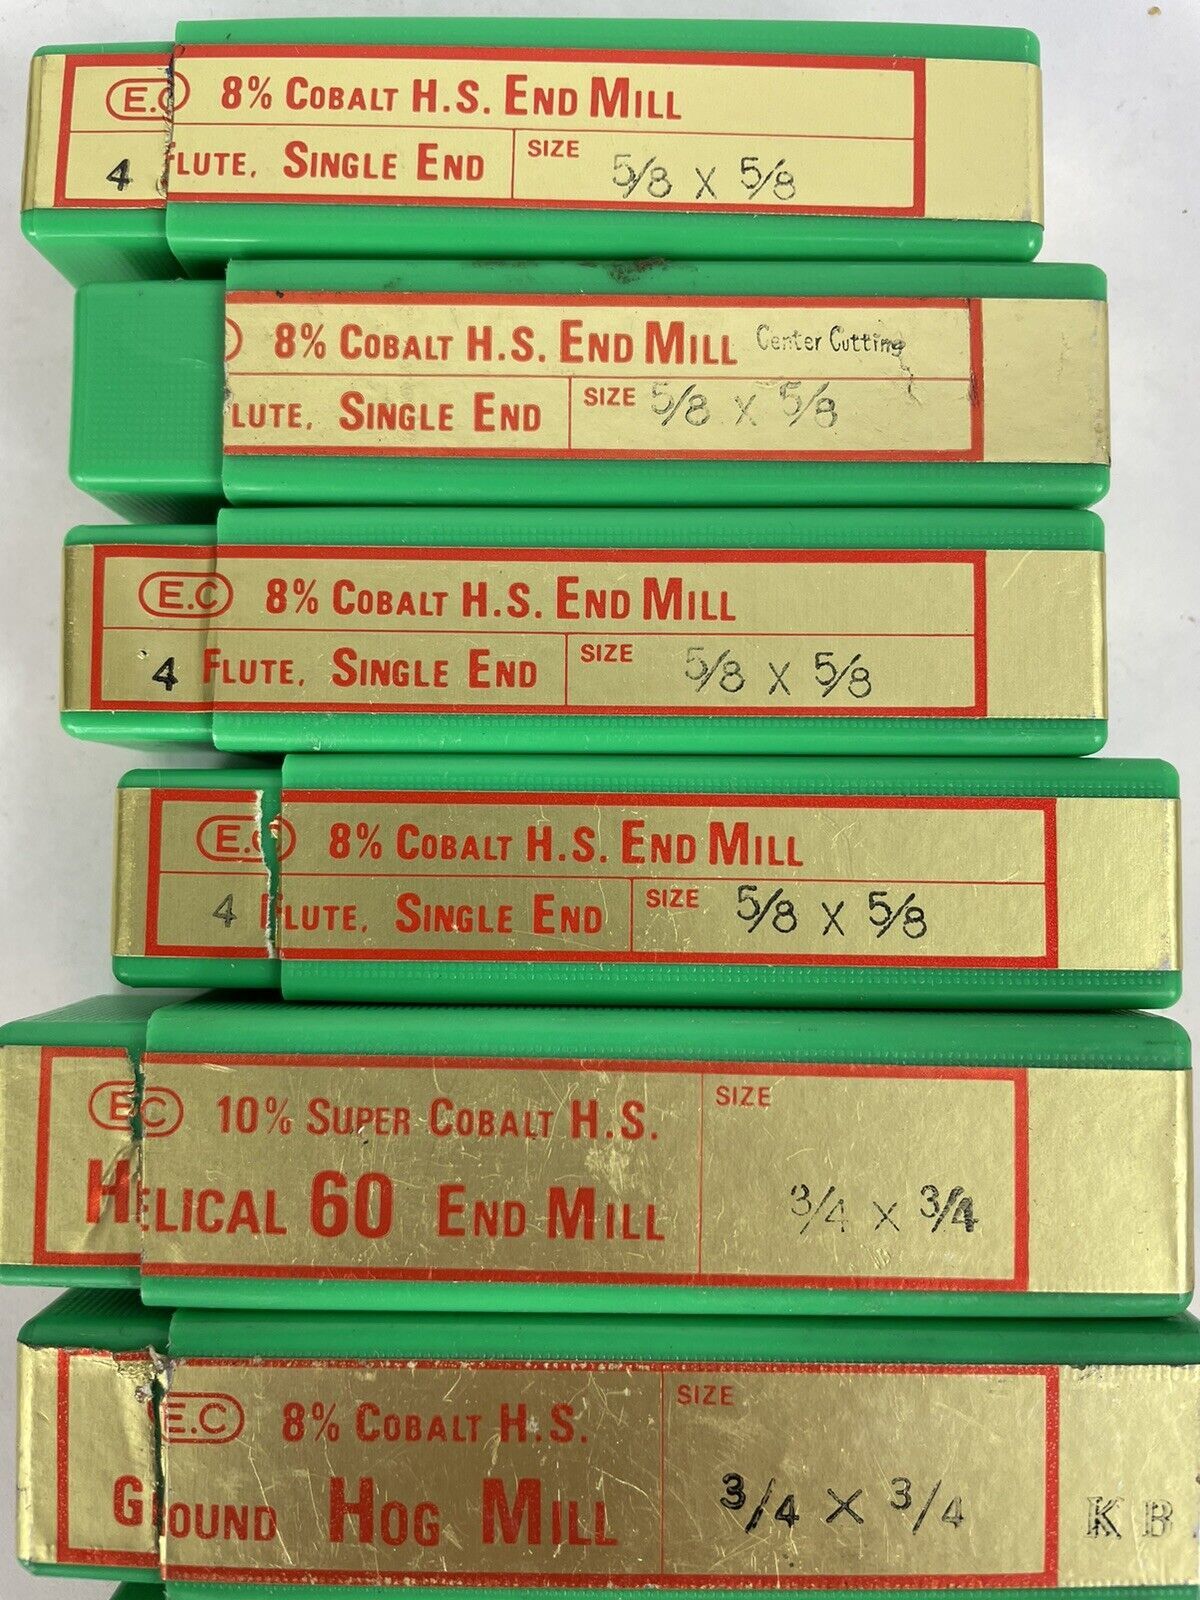 E.C 8% COBALT H.S. END MILL
4 FLUTE, SINGLE END SIZE 5/8 X 5/8
8% COBALT H.S. END MILL Center Cutting
LUTE, SINGLE END SIZE 5/8 X 5/8
E.C 8% COBALT H.S. END MILL
4 FLUTE, SINGLE END SIZE 5/8 X 5/8
E.C 8% COBALT H.S. END MILL
4 FLUTE, SINGLE END SIZE 5/8 X 5/8
EC 10% SUPER COBALT H.S. SIZE
HELICAL 60 END MILL 3/4 X 3/4
E.C 8% COBALT H.S. SIZE
GROUND HOG MILL 3/4 X 3/4 KB